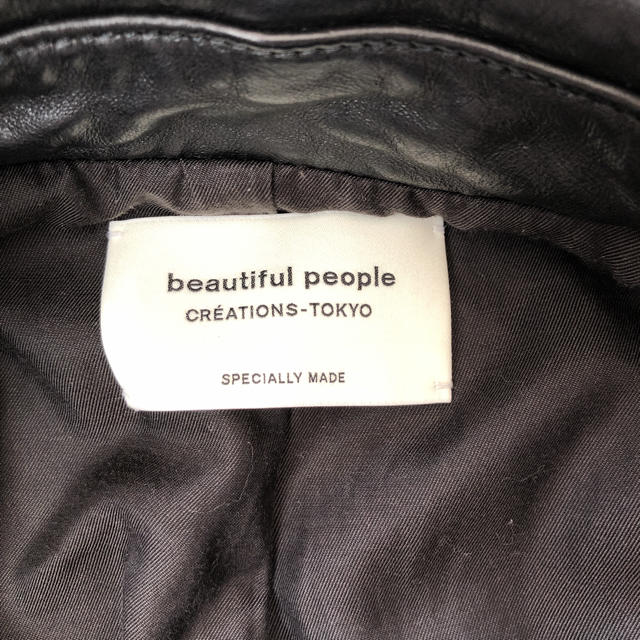 beautiful people
CRÉATIONS-TOKYO
SPECIALLY MADE